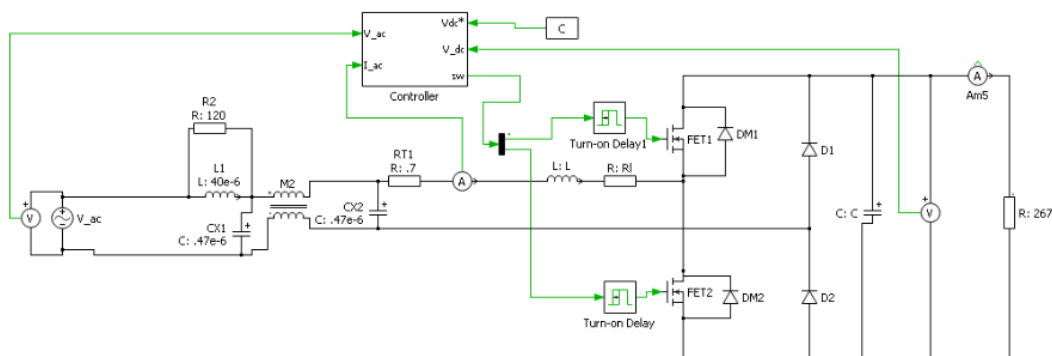 Vdc*
C
V_ac
V_dc
I_ac
sw
Controller
R2
R: 120
Turn-on Delay1
FET1
DM1
A
Am5
L1
L: 40e-6
M2
RT1
R: .7
A
L: L
R: Rl
D1
V
V_ac
CX1
C: .47e-6
CX2
C: .47e-6
C: C
V
R: 267
Turn-on Delay
FET2
DM2
D2